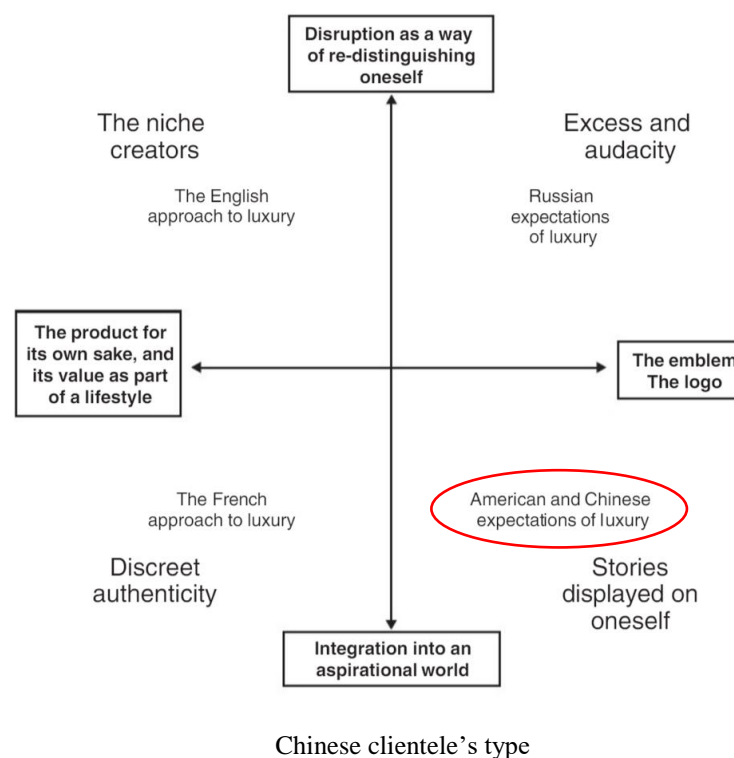 Disruption as a way
of re-distinguishing
oneself
The niche
creators
Excess and
audacity
The English
approach to luxury
Russian
expectations
of luxury
The product for
its own sake, and
its value as part
of a lifestyle
The emblem
The logo
The French
approach to luxury
American and Chinese
expectations of luxury
Discreet
authenticity
Stories
displayed on
oneself
Integration into an
aspirational world
Chinese clientele’s type